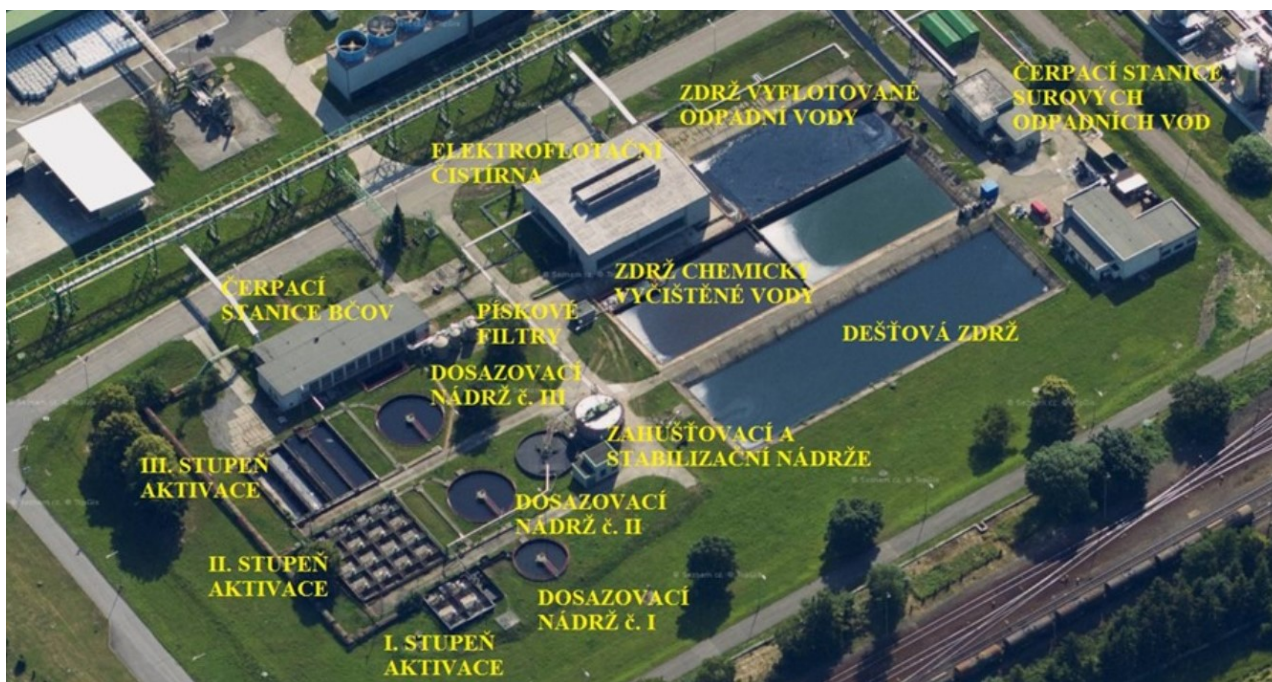 ZDRŽ VYFLOTOVANÉ
ODPADNÍ VODY
ČERPACÍ STANICE
SUROVÝCH
ODPADNÍCH VOD
ELEKTROFLOTAČNÍ
ČISTÍRNA
ZDRŽ CHEMICKY
VYČIŠTĚNÉ VODY
ČERPACÍ
STANICE BČOV
PÍSKOVÉ
FILTRY
DEŠŤOVÁ ZDRŽ
DOSAZOVACÍ
NÁDRŽ č. III
ZAHUŠŤOVACÍ A
STABILIZAČNÍ NÁDRŽE
III. STUPEŇ
AKTIVACE
DOSAZOVACÍ
NÁDRŽ č. II
II. STUPEŇ
AKTIVACE
DOSAZOVACÍ
NÁDRŽ č. I
I. STUPEŇ
AKTIVACE